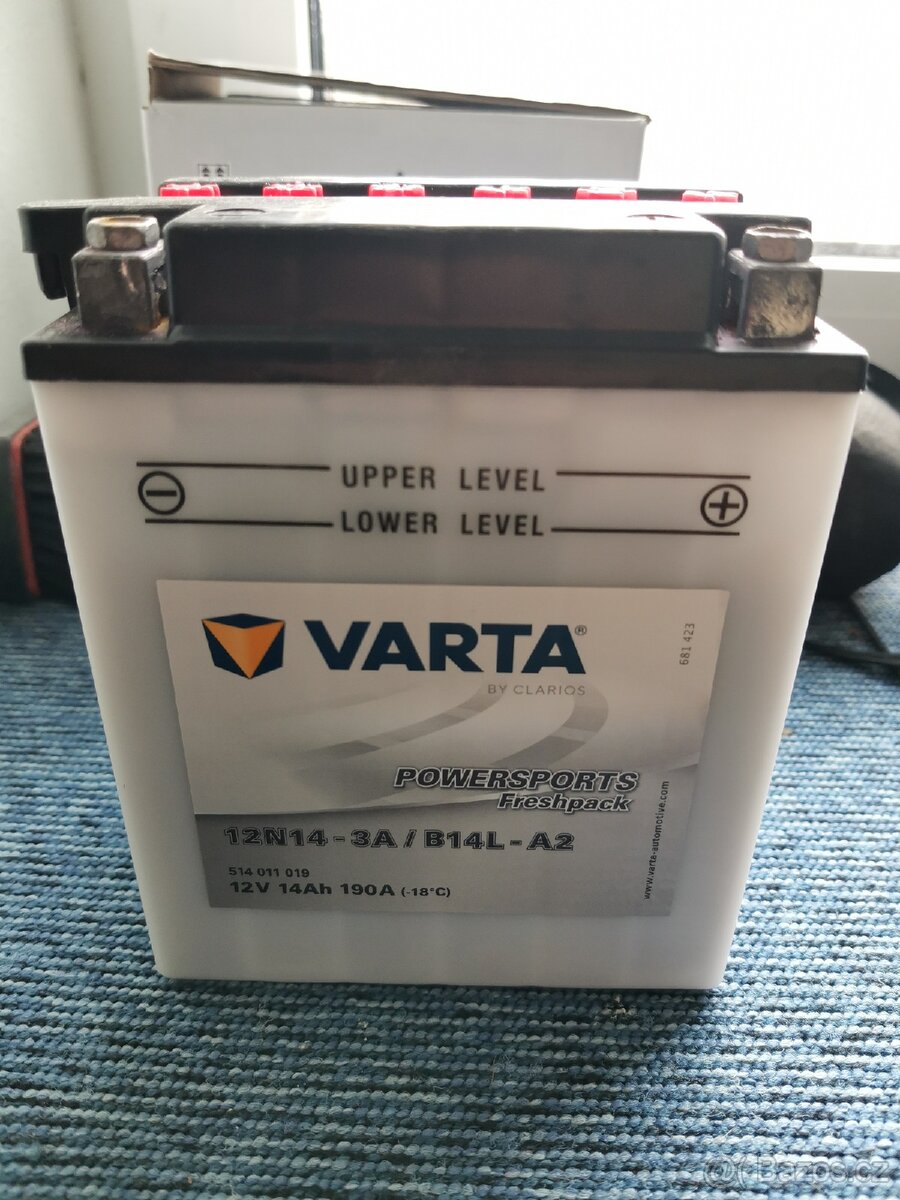 UPPER LEVEL
LOWER LEVEL
VARTA®
BY CLARIOS
681 423
POWERSPORTS
Freshpack
12N14-3A / B14L-A2
514 011 019
12V 14Ah 190A (-18°C)
www.varta-automotive.com
Bazos.cz